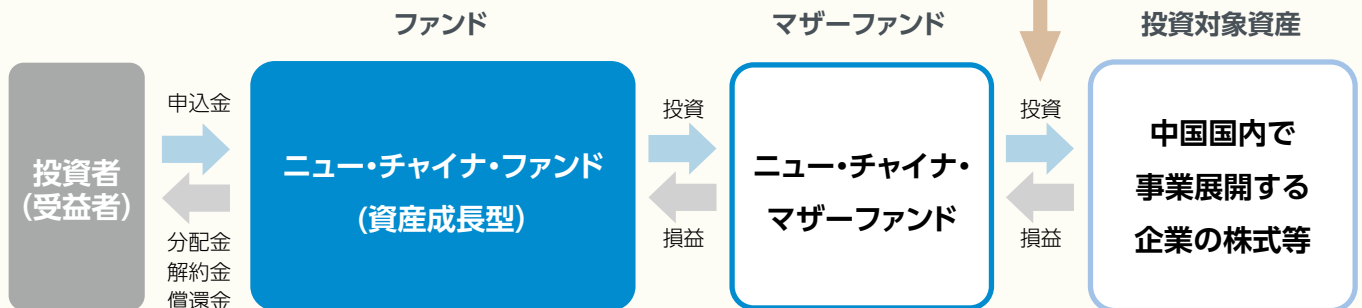 ファンド
マザーファンド
投資対象資産
投資者
(受益者)
申込金
分配金
解約金
償還金
ニュー・チャイナ・ファンド
(資産成長型)
投資
損益
ニュー・チャイナ・
マザーファンド
投資
損益
中国国内で
事業展開する
企業の株式等